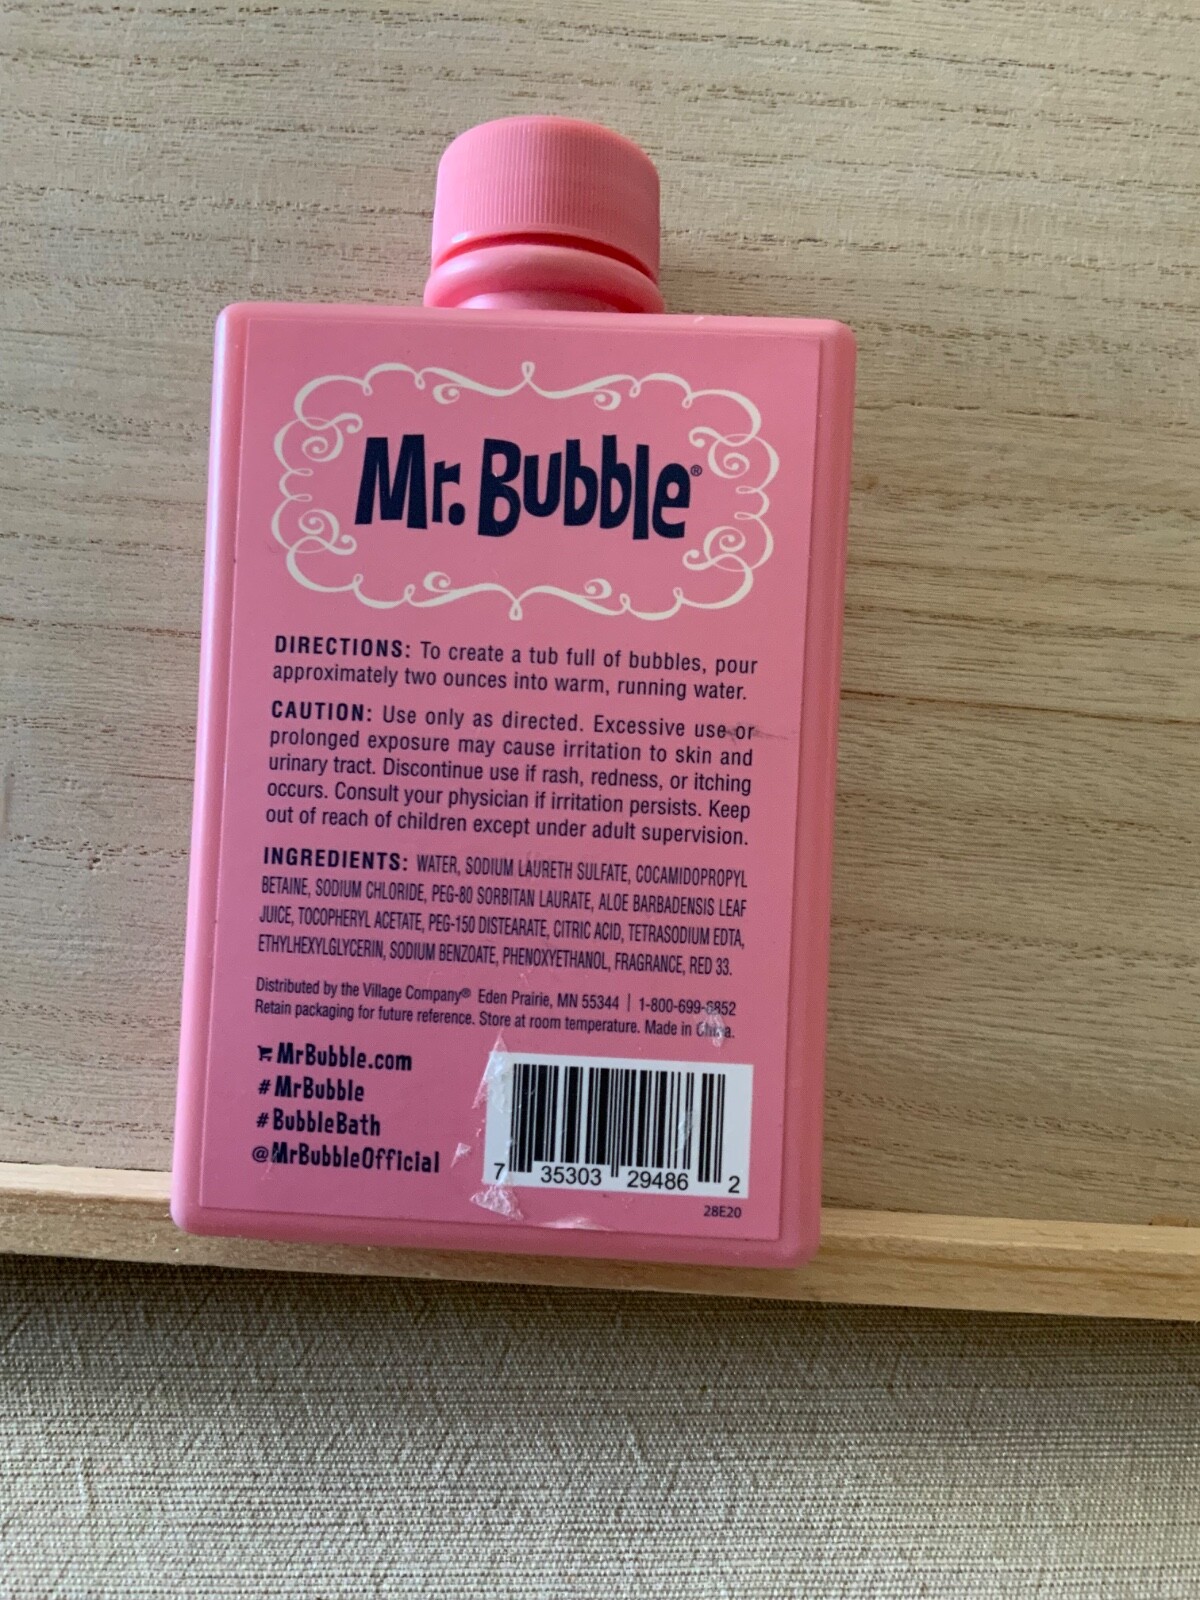 Mr. Bubble®
DIRECTIONS: To create a tub full of bubbles, pour
approximately two ounces into warm, running water.
CAUTION: Use only as directed. Excessive use or
prolonged exposure may cause irritation to skin and
urinary tract. Discontinue use if rash, redness, or itching
occurs. Consult your physician if irritation persists. Keep
out of reach of children except under adult supervision.
INGREDIENTS: WATER, SODIUM LAURETH SULFATE, COCAMIDOPROPYL
BETAINE, SODIUM CHLORIDE, PEG-80 SORBITAN LAURATE, ALOE BARBADENSIS LEAF
JUICE, TOCOPHERYL ACETATE, PEG-150 DISTEARATE, CITRIC ACID, TETRASODIUM EDTA,
ETHYLHEXYLGLYCERIN, SODIUM BENZOATE, PHENOXYETHANOL, FRAGRANCE, RED 33.
Distributed by the Village Company® Eden Prairie, MN 55344 |
Retain packaging for future reference. Store at room temperature. Made in China.
MrBubble.com
#MrBubble
#BubbleBath
@MrBubbleOfficial
7 35303 29486 2
28E20